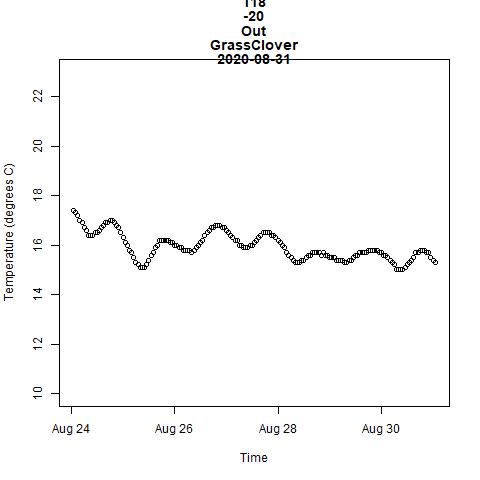 T18
-20
Out
GrassClover
2020-08-31
Temperature (degrees C)
22
20
18
16
14
12
10
Aug 24
Aug 26
Aug 28
Aug 30
Time